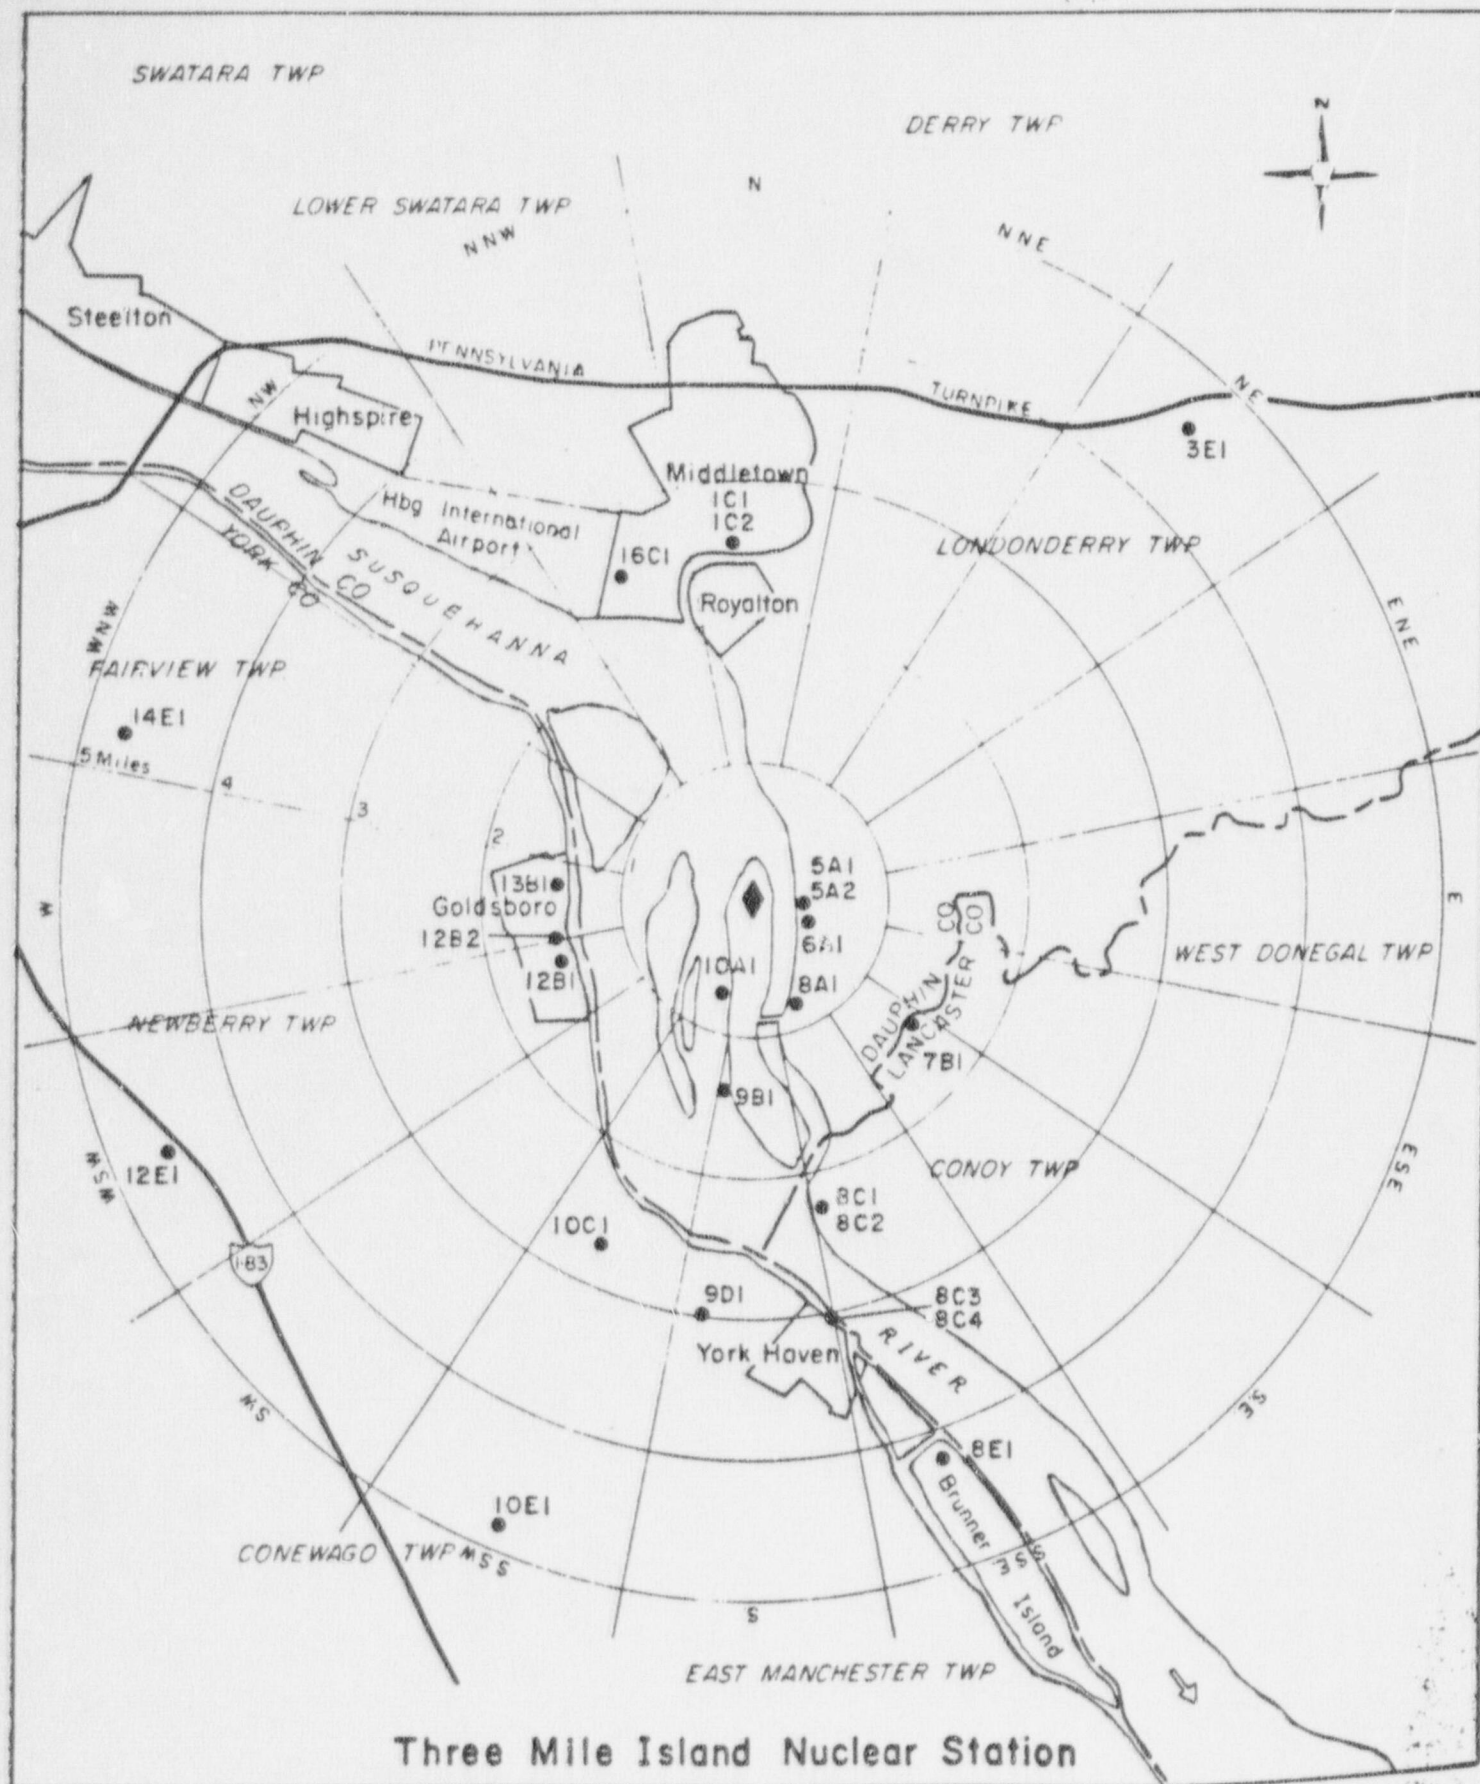 SWATARA TWP
DERRY TWP
N
N
LOWER SWATARA TWP
NNW
NNE
Steelton
PENNSYLVANIA
TURNPIKE
NE
NW
Highspire
3E1
Middletown
1C1
1C2
Hbg International
Airport
DAUPHIN CO
YORK CO
SUSQUEHANNA
16C1
LONDONDERRY TWP
Royalton
ENE
WNW
FAIRVIEW TWP
14E1
5 Miles
4
3
2
1
5A1
5A2
13B1
Goldsboro
W
E
12B2
6A1
DAUPHIN CO
LANCASTER CO
WEST DONEGAL TWP
10A1
12B1
8A1
NEWBERRY TWP
7B1
9B1
12E1
WSW
CONOY TWP
ESE
8C1
8C2
10C1
I-83
9D1
8C3
8C4
York Haven
RIVER
SW
SE
8E1
Brunner Island
10E1
CONEWAGO TWP
SSW
SSE
S
EAST MANCHESTER TWP
Three Mile Island Nuclear Station